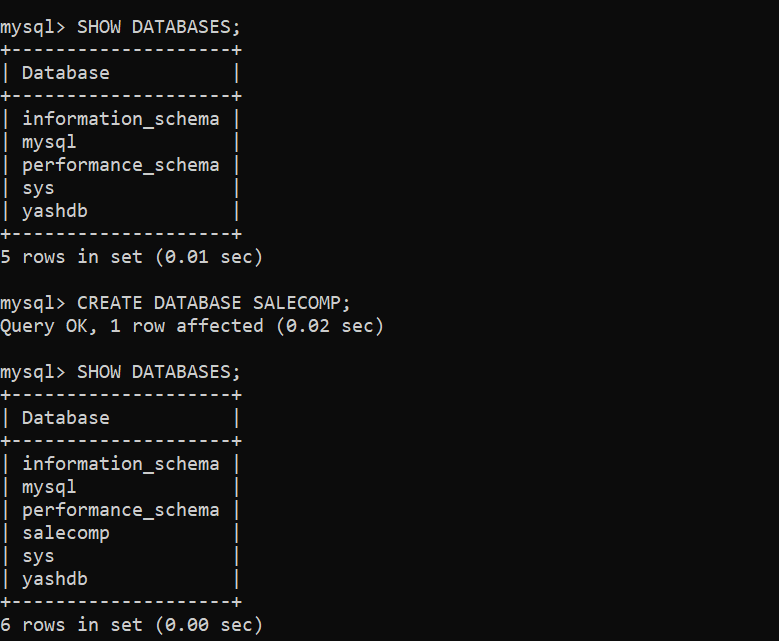 mysql> SHOW DATABASES;
+--------------------+
| Database           |
+--------------------+
| information_schema |
| mysql              |
| performance_schema |
| sys                |
| yashdb             |
+--------------------+
5 rows in set (0.01 sec)
mysql> CREATE DATABASE SALECOMP;
Query OK, 1 row affected (0.02 sec)
mysql> SHOW DATABASES;
+--------------------+
| Database           |
+--------------------+
| information_schema |
| mysql              |
| performance_schema |
| salecomp           |
| sys                |
| yashdb             |
+--------------------+
6 rows in set (0.00 sec)